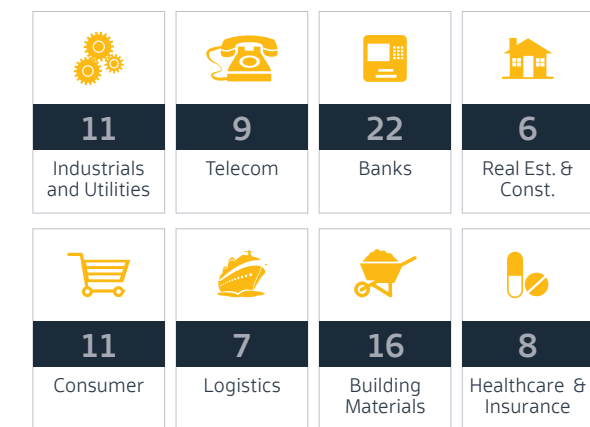 11
Industrials
and Utilities
9
Telecom
22
Banks
6
Real Est. &
Const.
11
Consumer
7
Logistics
16
Building
Materials
8
Healthcare &
Insurance